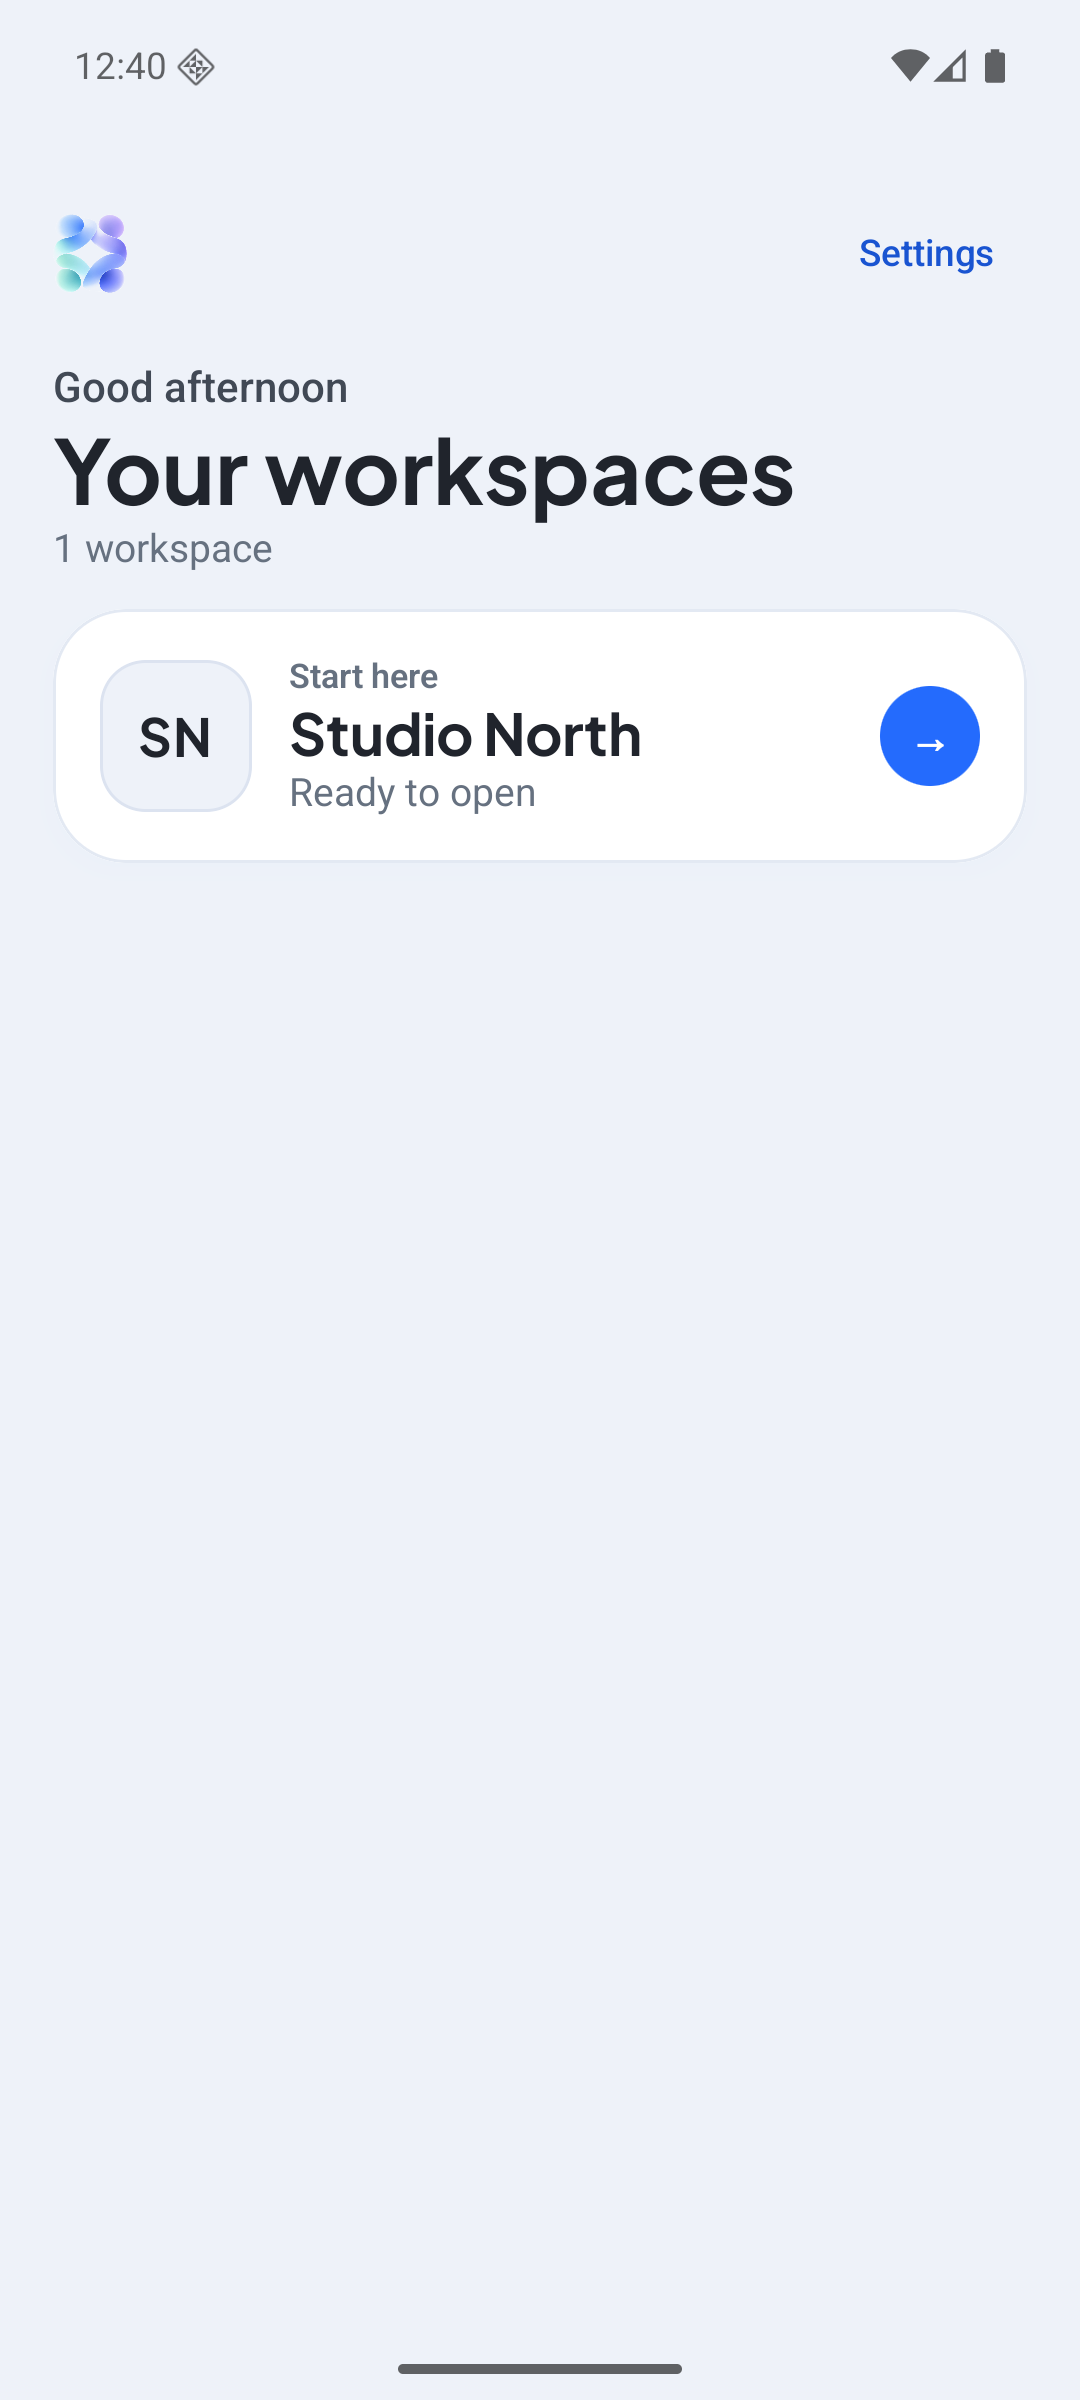 12:40
Settings
Good afternoon
Your workspaces
1 workspace
Start here
SN
Studio North
Ready to open
→